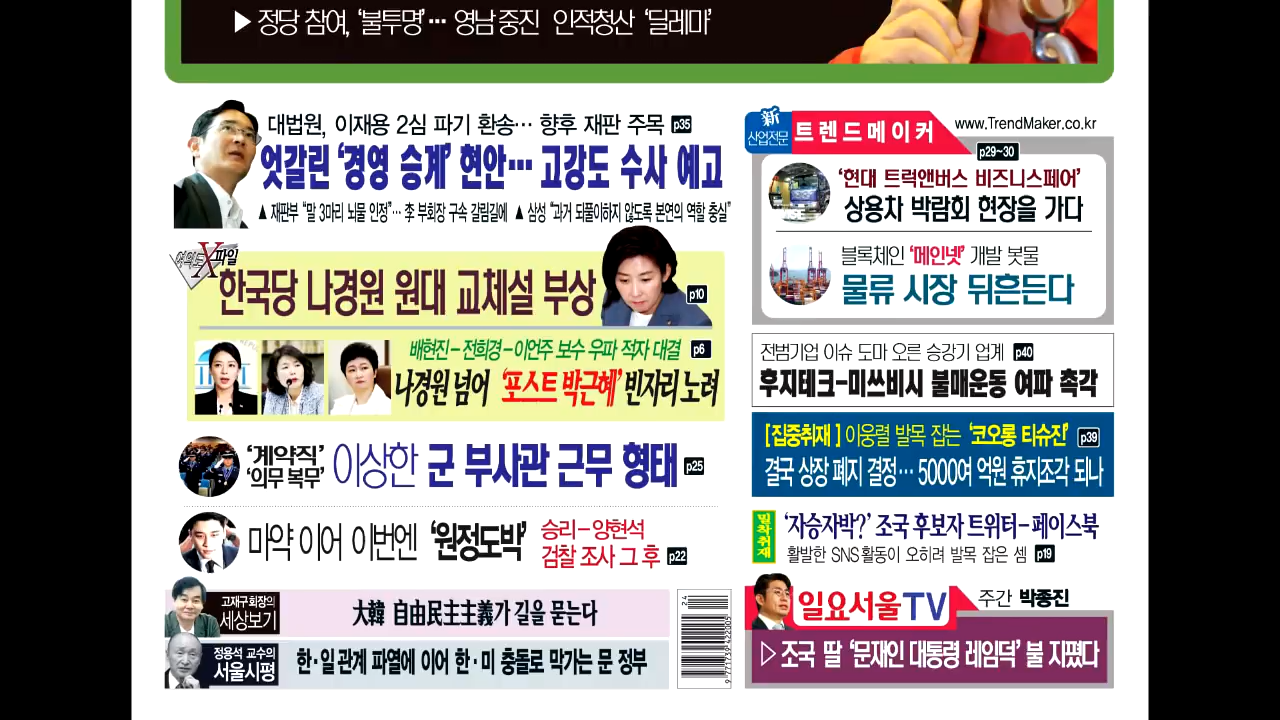 ▶ 정당 참여, '불투명'… 영남 중진 인적청산 '딜레마'
대법원, 이재용 2심 파기 환송… 향후 재판 주목 p35
엇갈린 '경영 승계' 현안… 고강도 수사 예고
▲ 재판부 "말 3마리 뇌물 인정"… 李 부회장 구속 갈림길에 ▲ 삼성 "과거 되풀이하지 않도록 본연의 역할 충실"
여의도 X파일
한국당 나경원 원대 교체설 부상 p10
배현진-전희경-이언주 보수 우파 적자 대결 p6
나경원 넘어 '포스트 박근혜' 빈자리 노려
'계약직'
'의무 복무'
이상한 군 부사관 근무 형태 p25
마약 이어 이번엔 '원정도박'
승리-양현석
검찰 조사 그 후 p22
고재구 회장의
세상보기
大韓 自由民主主義가 길을 묻는다
정용석 교수의
서울시평
한·일 관계 파열에 이어 한·미 충돌로 막가는 문 정부
24
9 771739 422005
新
산업전문
트렌드메이커
www.TrendMaker.co.kr
p29~30
'현대 트럭앤버스 비즈니스페어'
상용차 박람회 현장을 가다
블록체인 '메인넷' 개발 봇물
물류 시장 뒤흔든다
전범기업 이슈 도마 오른 승강기 업계 p40
후지테크-미쓰비시 불매운동 여파 촉각
[집중취재] 이웅렬 발목 잡는 '코오롱 티슈진' p39
결국 상장 폐지 결정… 5000여 억원 휴지조각 되나
밀착취재
'자승자박?' 조국 후보자 트위터-페이스북
활발한 SNS 활동이 오히려 발목 잡은 셈 p19
일요서울TV
주간 박종진
▷ 조국 딸 '문재인 대통령 레임덕' 불 지폈다